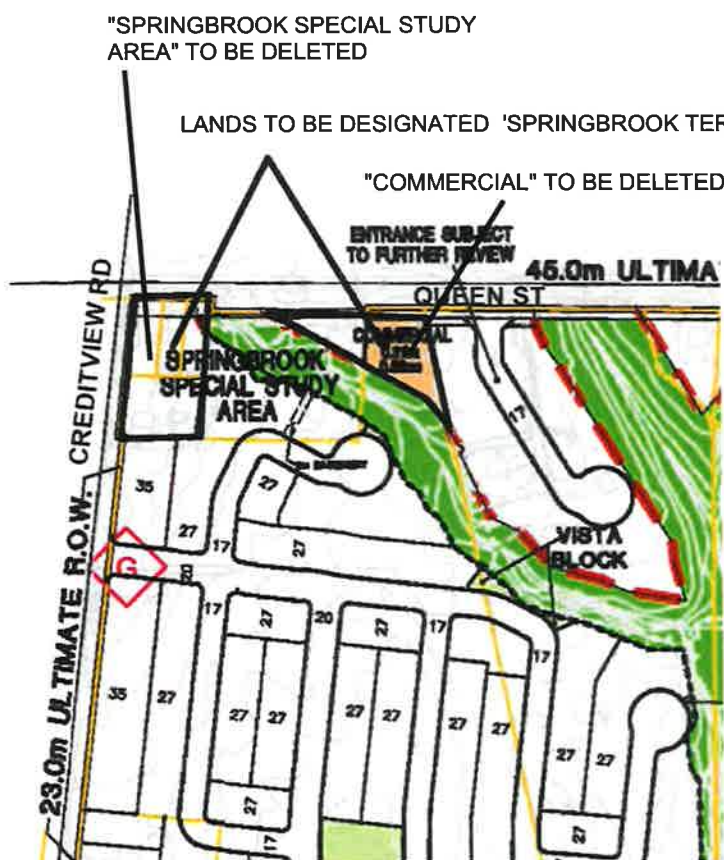 "SPRINGBROOK SPECIAL STUDY
AREA" TO BE DELETED
LANDS TO BE DESIGNATED 'SPRINGBROOK TER
"COMMERCIAL" TO BE DELETED
ENTRANCE SUBJECT
TO FURTHER REVIEW
45.0m ULTIMA
QUEEN ST
COMMERCIAL
SPRINGBROOK
SPECIAL STUDY
AREA
CREDITVIEW RD
23.0m ULTIMATE R.O.W.
17
35
27
27
17
27
VISTA
BLOCK
G
20
17
27
20
27
17
17
35
27
27
27
27
27
27
27
27
27
27
27
17